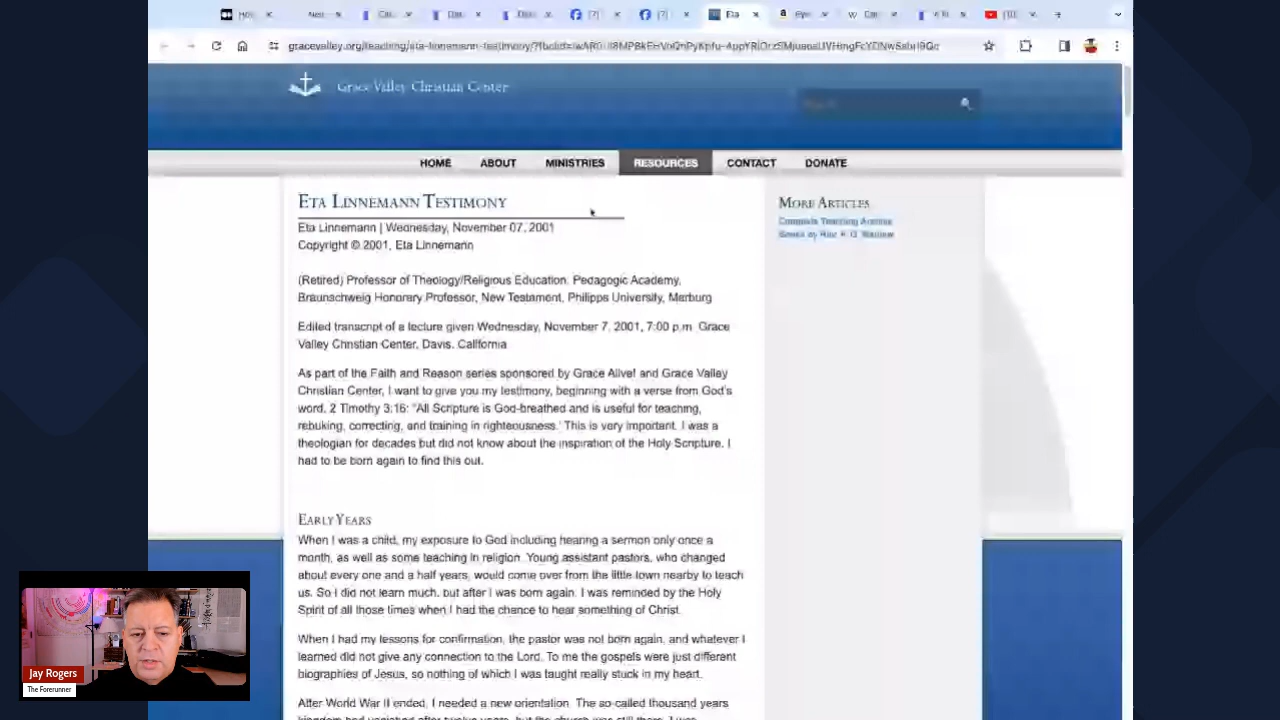 Eta
Grace Valley Christian Center
HOME ABOUT MINISTRIES RESOURCES CONTACT DONATE
ETA LINNEMANN TESTIMONY
Eta Linnemann | Wednesday, November 07, 2001
Copyright © 2001, Eta Linnemann
(Retired) Professor of Theology/Religious Education, Pedagogic Academy,
Braunschweig Honorary Professor, New Testament, Philipps University, Marburg
Edited transcript of a lecture given Wednesday, November 7, 2001, 7:00 p.m. Grace
Valley Christian Center, Davis, California
As part of the Faith and Reason series sponsored by Grace Alive! and Grace Valley
Christian Center, I want to give you my testimony, beginning with a verse from God's
word, 2 Timothy 3:16: "All Scripture is God-breathed and is useful for teaching,
rebuking, correcting, and training in righteousness." This is very important. I was a
theologian for decades but did not know about the inspiration of the Holy Scripture. I
had to be born again to find this out.
EARLY YEARS
When I was a child, my exposure to God including hearing a sermon only once a
month, as well as some teaching in religion. Young assistant pastors, who changed
about every one and a half years, would come over from the little town nearby to teach
us. So I did not learn much, but after I was born again, I was reminded by the Holy
Spirit of all those times when I had the chance to hear something of Christ.
When I had my lessons for confirmation, the pastor was not born again, and whatever I
learned did not give any connection to the Lord. To me the gospels were just different
biographies of Jesus, so nothing of which I was taught really stuck in my heart.
After World War II ended, I needed a new orientation. The so-called thousand years
MORE ARTICLES
Complete Teaching Archive
Jay Rogers
The Forerunner